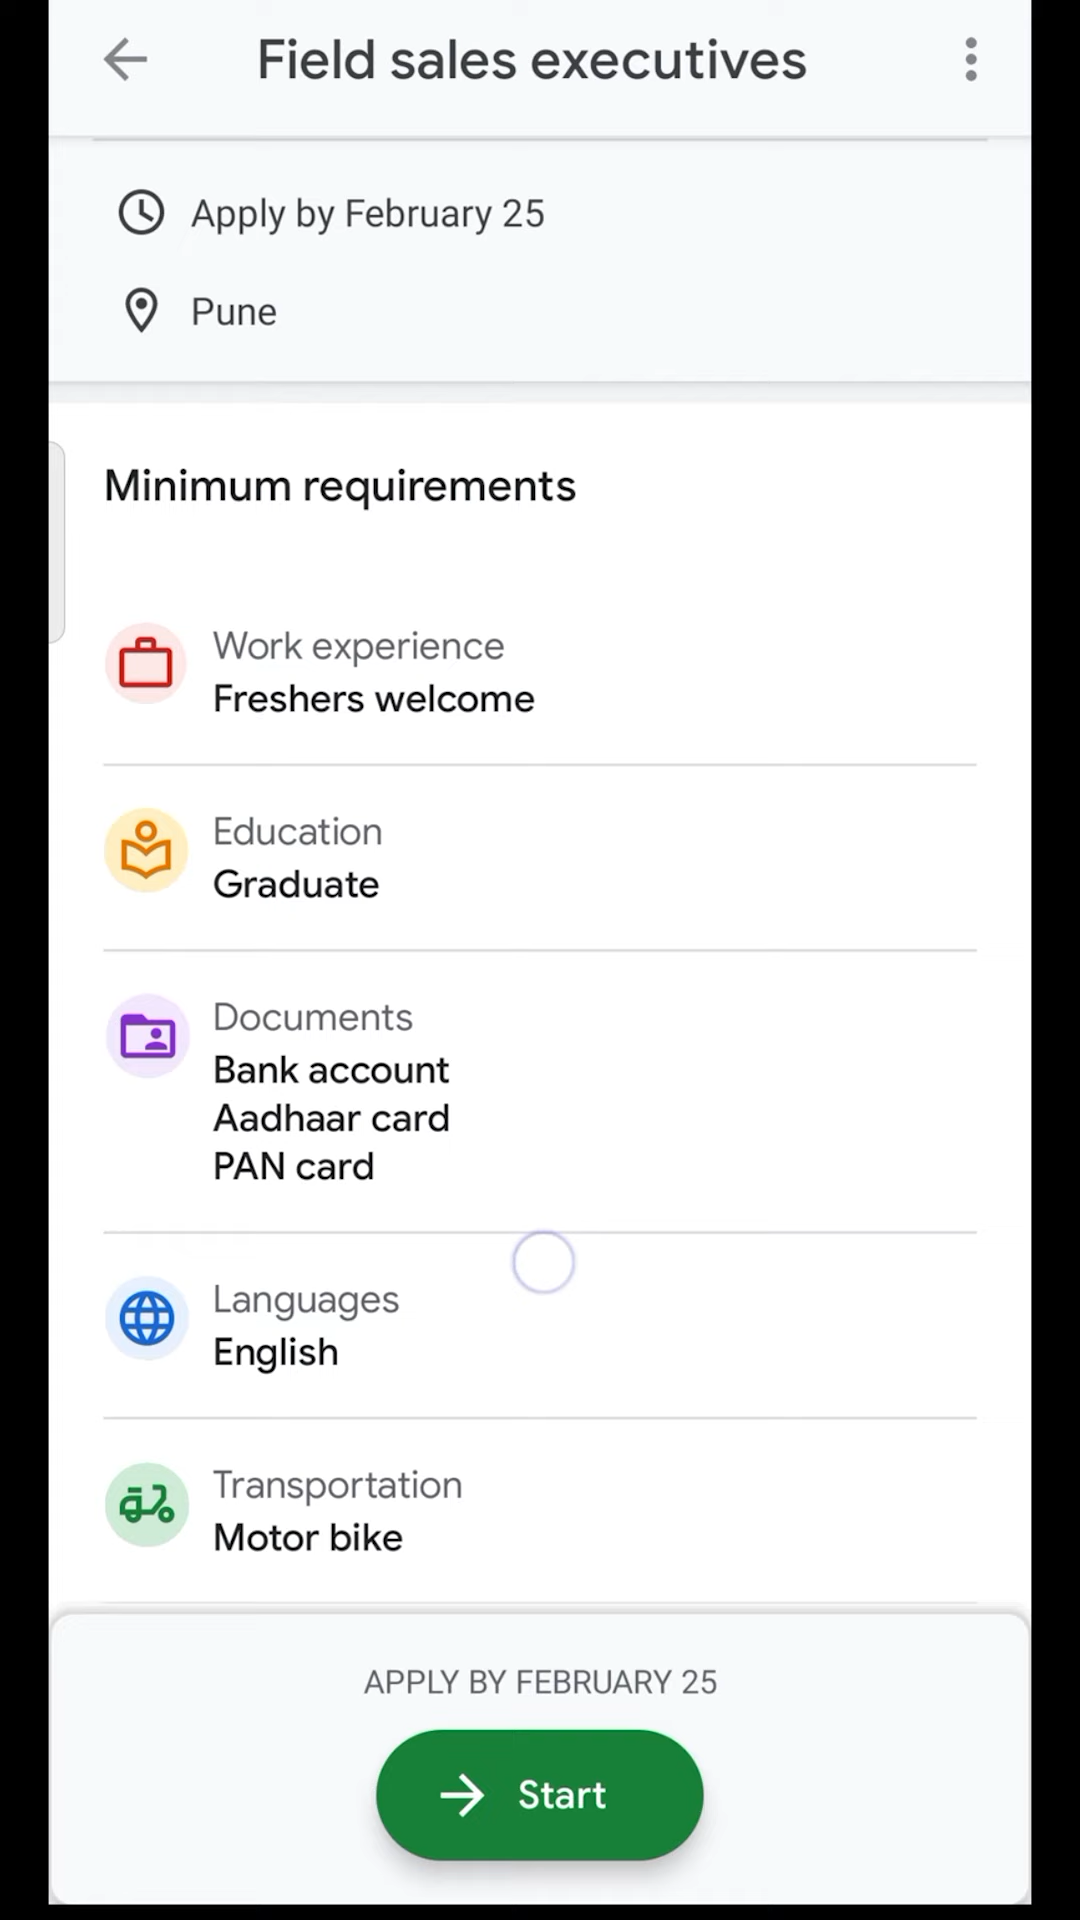 Field sales executives
Apply by February 25
Pune
Minimum requirements
Work experience
Freshers welcome
Education
Graduate
Documents
Bank account
Aadhaar card
PAN card
Languages
English
Transportation
Motor bike
APPLY BY FEBRUARY 25
Start